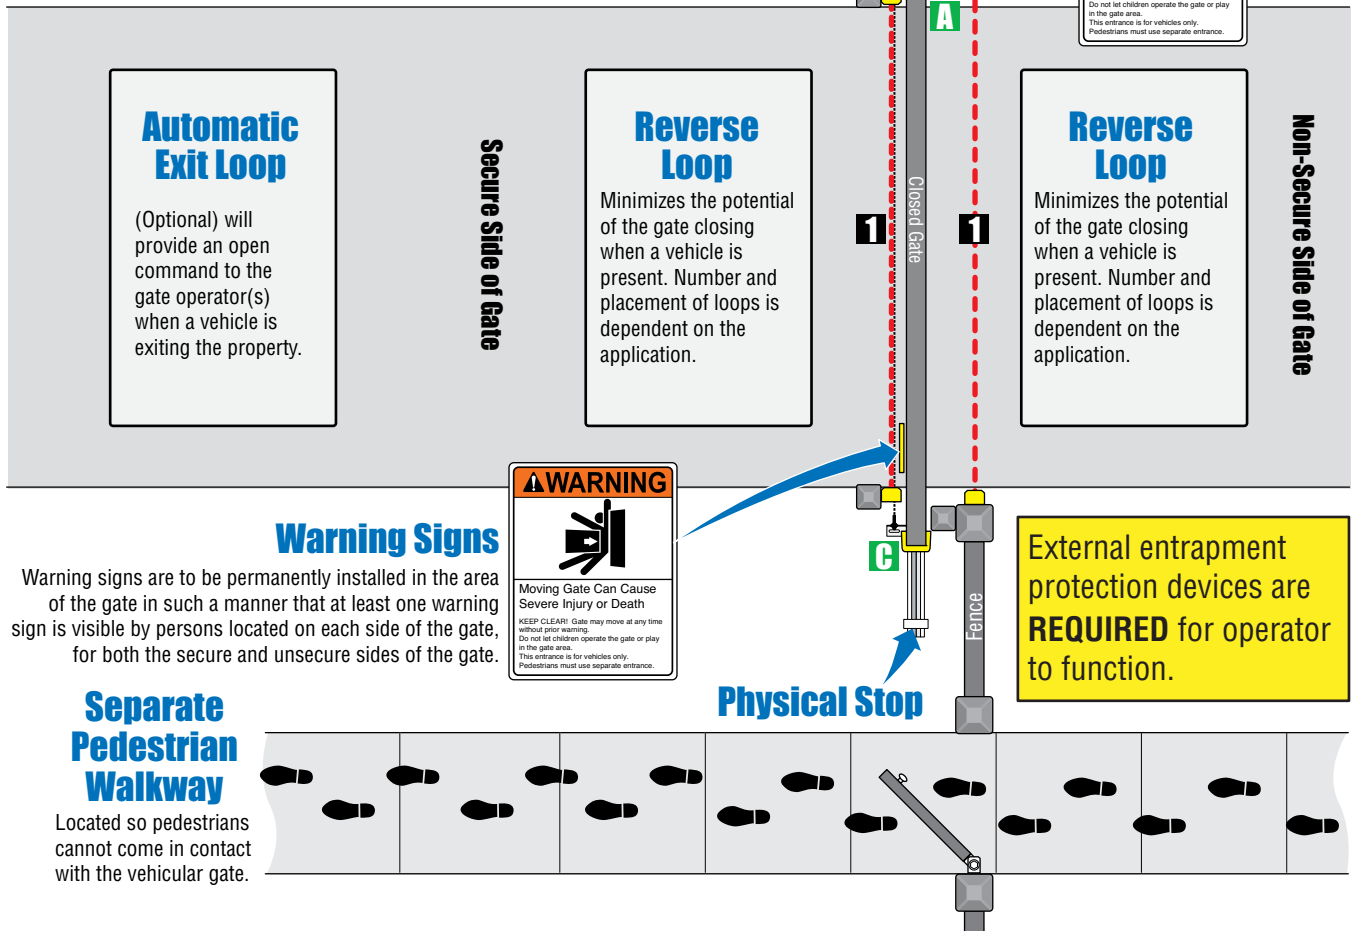 Do not let children operate the gate or play
in the gate area.
This entrance is for vehicles only.
Pedestrians must use separate entrance.
A
Automatic
Exit Loop
(Optional) will
provide an open
command to the
gate operator(s)
when a vehicle is
exiting the property.
Secure Side of Gate
Reverse
Loop
Minimizes the potential
of the gate closing
when a vehicle is
present. Number and
placement of loops is
dependent on the
application.
1
Closed Gate
1
Reverse
Loop
Minimizes the potential
of the gate closing
when a vehicle is
present. Number and
placement of loops is
dependent on the
application.
Non-Secure Side of Gate
Warning Signs
Warning signs are to be permanently installed in the area
of the gate in such a manner that at least one warning
sign is visible by persons located on each side of the gate,
for both the secure and unsecure sides of the gate.
WARNING
Moving Gate Can Cause
Severe Injury or Death
KEEP CLEAR! Gate may move at any time
without prior warning.
Do not let children operate the gate or play
in the gate area.
This entrance is for vehicles only.
Pedestrians must use separate entrance.
C
Physical Stop
Fence
External entrapment
protection devices are
REQUIRED for operator
to function.
Separate
Pedestrian
Walkway
Located so pedestrians
cannot come in contact
with the vehicular gate.